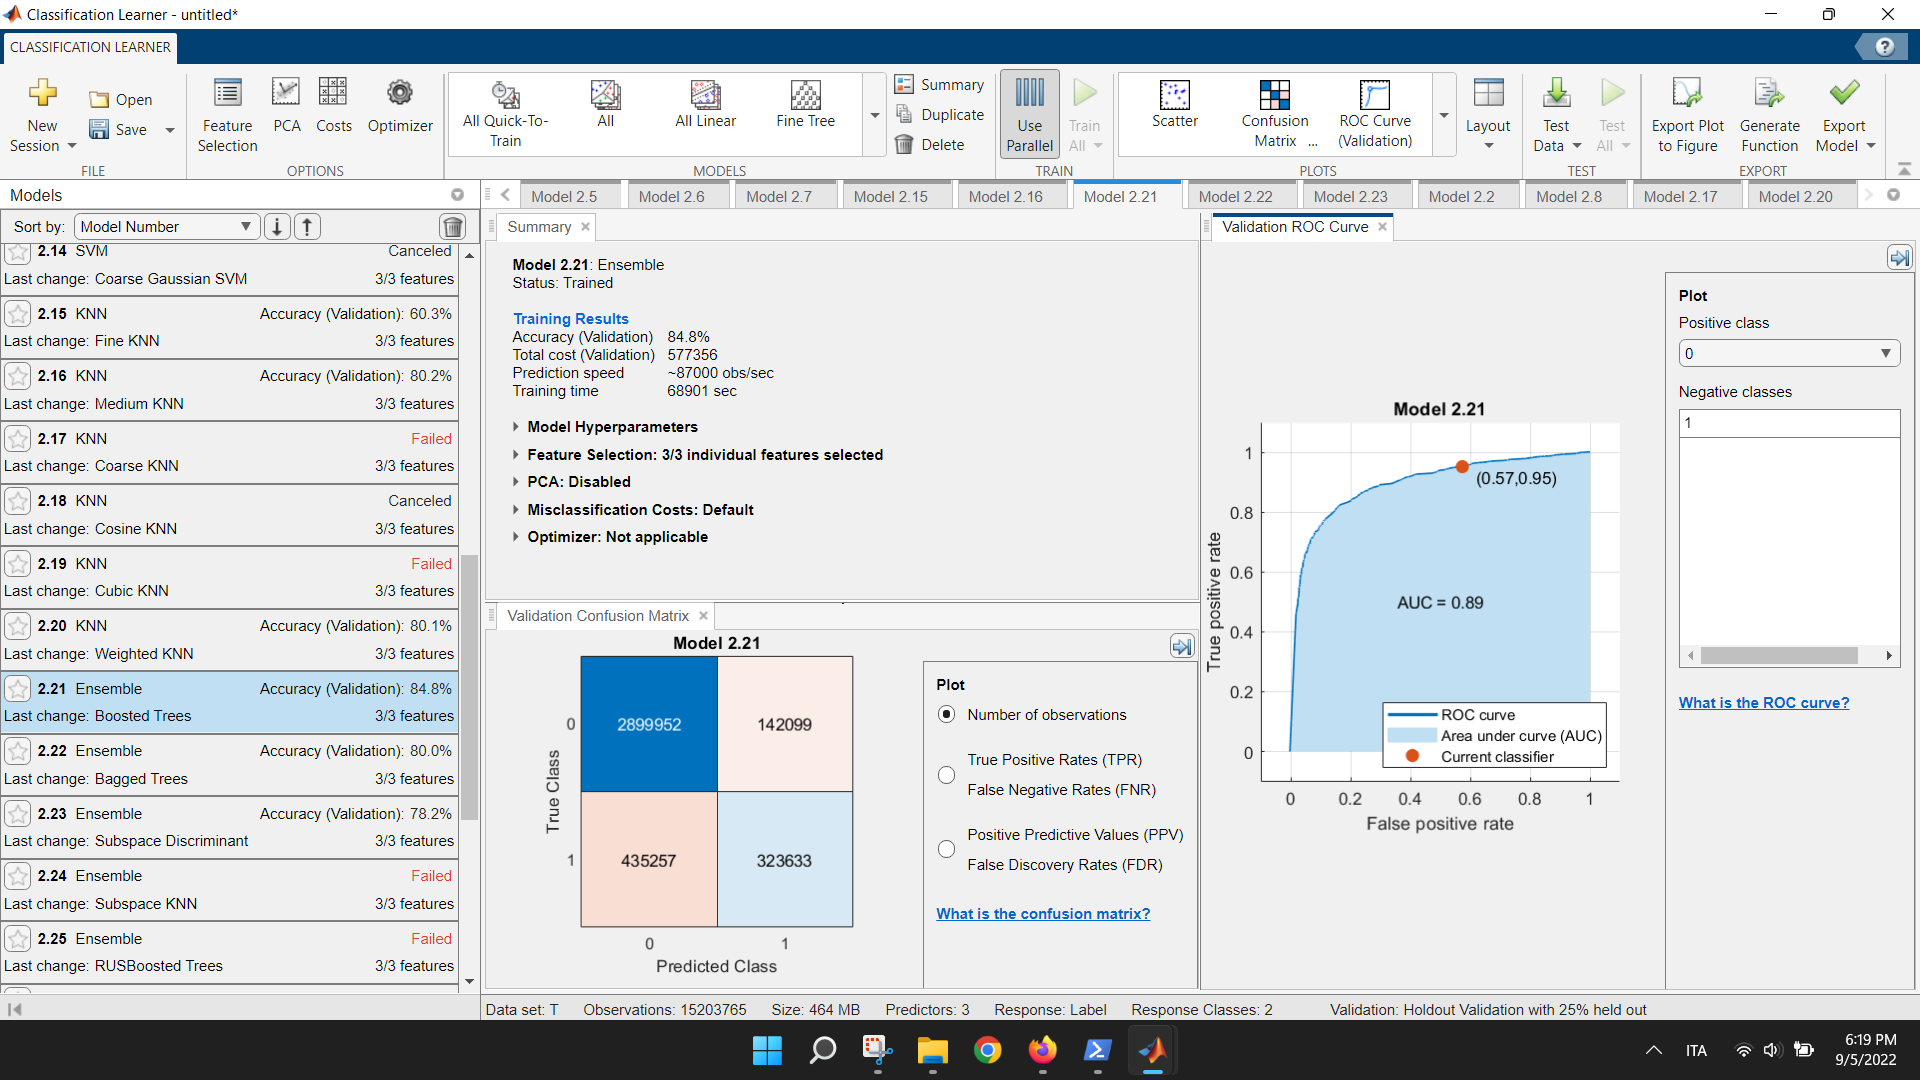 Classification Learner - untitled*
CLASSIFICATION LEARNER
?
New Session
Open
Save
FILE
Feature Selection
PCA
Costs
Optimizer
OPTIONS
All Quick-To-Train
All
All Linear
Fine Tree
MODELS
Summary
Duplicate
Delete
Use Parallel
Train All
TRAIN
Scatter
Confusion Matrix ...
ROC Curve (Validation)
PLOTS
Layout
Test Data
Test All
TEST
Export Plot to Figure
Generate Function
Export Model
EXPORT
Models
Sort by: Model Number
2.14 SVM Canceled
Last change: Coarse Gaussian SVM 3/3 features
2.15 KNN Accuracy (Validation): 60.3%
Last change: Fine KNN 3/3 features
2.16 KNN Accuracy (Validation): 80.2%
Last change: Medium KNN 3/3 features
2.17 KNN Failed
Last change: Coarse KNN 3/3 features
2.18 KNN Canceled
Last change: Cosine KNN 3/3 features
2.19 KNN Failed
Last change: Cubic KNN 3/3 features
2.20 KNN Accuracy (Validation): 80.1%
Last change: Weighted KNN 3/3 features
2.21 Ensemble Accuracy (Validation): 84.8%
Last change: Boosted Trees 3/3 features
2.22 Ensemble Accuracy (Validation): 80.0%
Last change: Bagged Trees 3/3 features
2.23 Ensemble Accuracy (Validation): 78.2%
Last change: Subspace Discriminant 3/3 features
2.24 Ensemble Failed
Last change: Subspace KNN 3/3 features
2.25 Ensemble Failed
Last change: RUSBoosted Trees 3/3 features
Model 2.5 Model 2.6 Model 2.7 Model 2.15 Model 2.16 Model 2.21 Model 2.22 Model 2.23 Model 2.2 Model 2.8 Model 2.17 Model 2.20
Summary
Model 2.21: Ensemble
Status: Trained
Training Results
Accuracy (Validation) 84.8%
Total cost (Validation) 577356
Prediction speed ~87000 obs/sec
Training time 68901 sec
Model Hyperparameters
Feature Selection: 3/3 individual features selected
PCA: Disabled
Misclassification Costs: Default
Optimizer: Not applicable
Validation Confusion Matrix
Model 2.21
True Class
0 2899952 142099
1 435257 323633
0 1
Predicted Class
Plot
Number of observations
True Positive Rates (TPR)
False Negative Rates (FNR)
Positive Predictive Values (PPV)
False Discovery Rates (FDR)
What is the confusion matrix?
Validation ROC Curve
Model 2.21
True positive rate
1
0.8
0.6
0.4
0.2
0
(0.57,0.95)
AUC = 0.89
ROC curve
Area under curve (AUC)
Current classifier
0 0.2 0.4 0.6 0.8 1
False positive rate
Plot
Positive class
0
Negative classes
1
What is the ROC curve?
Data set: T Observations: 15203765 Size: 464 MB Predictors: 3 Response: Label Response Classes: 2 Validation: Holdout Validation with 25% held out
ITA
6:19 PM
9/5/2022